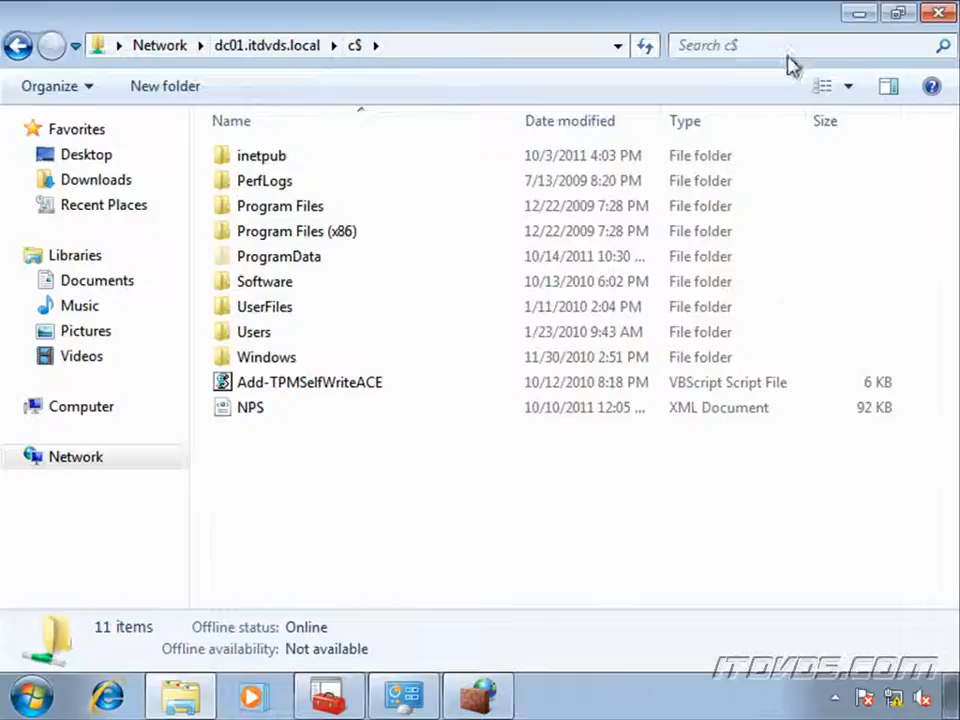 Network dc01.itdvds.local c$ Search c$
Organize New folder
Name Date modified Type Size
Favorites
Desktop
Downloads
Recent Places
Libraries
Documents
Music
Pictures
Videos
Computer
Network
inetpub 10/3/2011 4:03 PM File folder
PerfLogs 7/13/2009 8:20 PM File folder
Program Files 12/22/2009 7:28 PM File folder
Program Files (x86) 12/22/2009 7:28 PM File folder
ProgramData 10/14/2011 10:30 ... File folder
Software 10/13/2010 6:02 PM File folder
UserFiles 1/11/2010 2:04 PM File folder
Users 1/23/2010 9:43 AM File folder
Windows 11/30/2010 2:51 PM File folder
Add-TPMSelfWriteACE 10/12/2010 8:18 PM VBScript Script File 6 KB
NPS 10/10/2011 12:05 ... XML Document 92 KB
11 items Offline status: Online
Offline availability: Not available
ITDVDS.COM